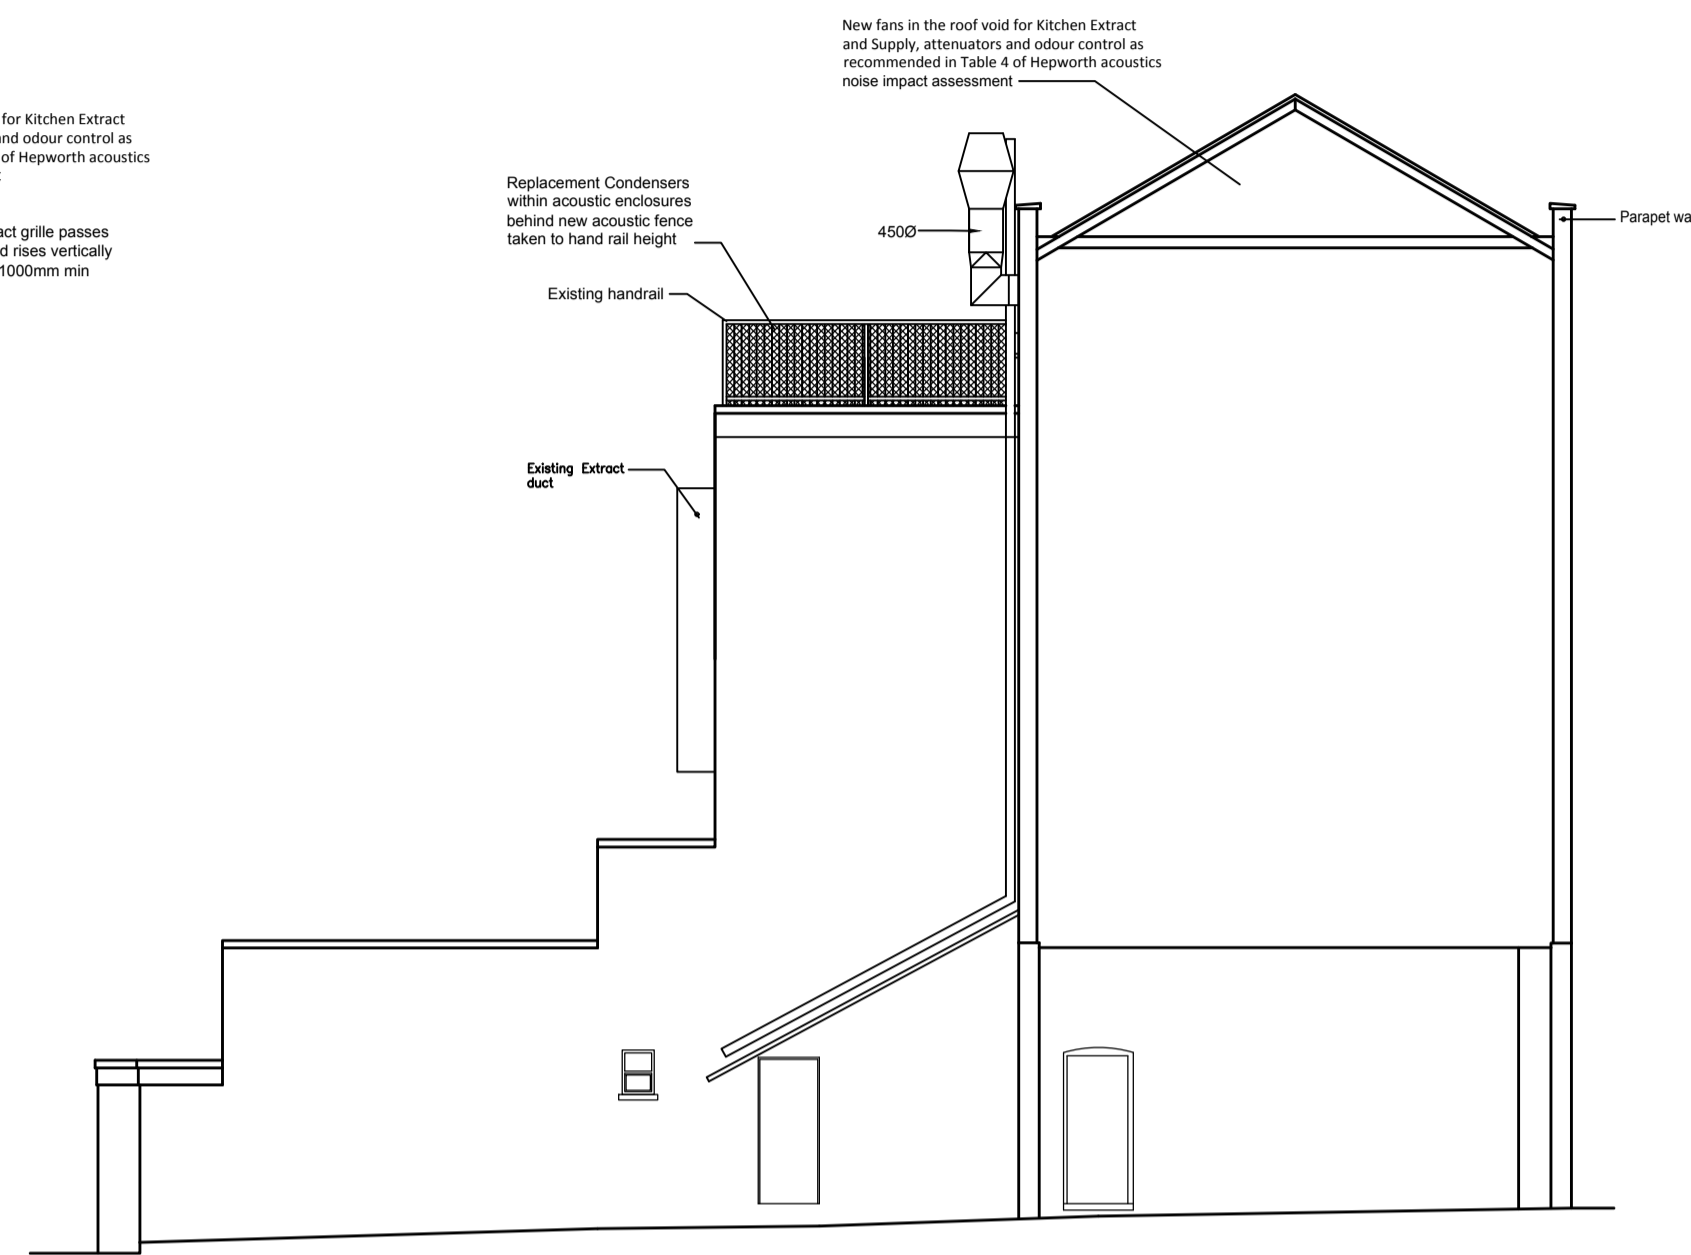 New fans in the roof void for Kitchen Extract
and Supply, attenuators and odour control as
recommended in Table 4 of Hepworth acoustics
noise impact assessment
for Kitchen Extract
and odour control as
of Hepworth acoustics
act grille passes
d rises vertically
1000mm min
Replacement Condensers
within acoustic enclosures
behind new acoustic fence
taken to hand rail height
450Ø
Parapet wa
Existing handrail
Existing Extract
duct